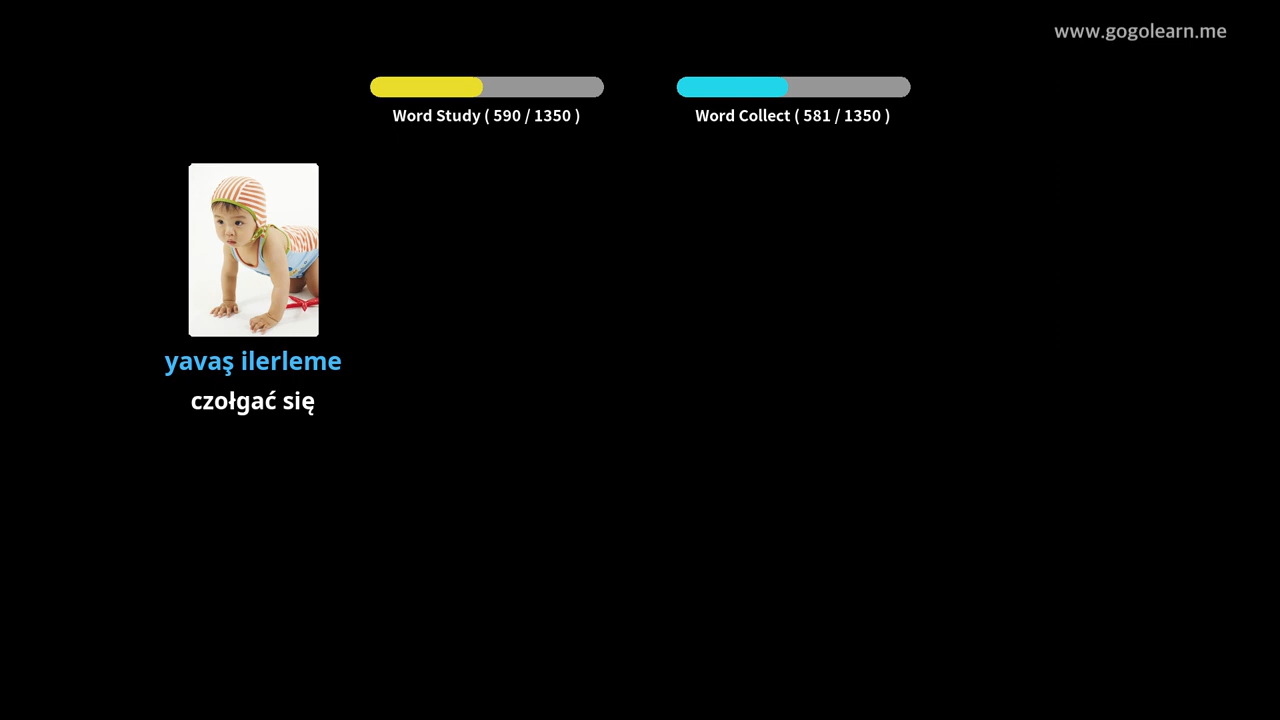 www.gogolearn.me
Word Study ( 590 / 1350 )
Word Collect ( 581 / 1350 )
yavaş ilerleme
czołgać się